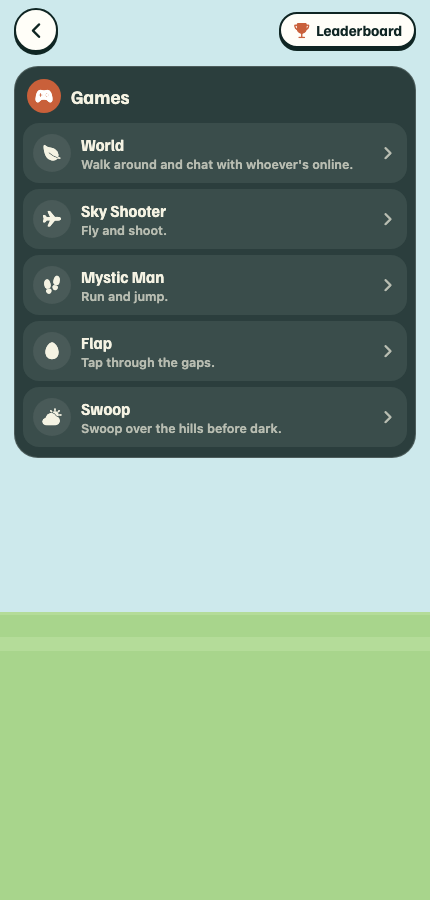 Leaderboard
Games
World
Walk around and chat with whoever's online.
Sky Shooter
Fly and shoot.
Mystic Man
Run and jump.
Flap
Tap through the gaps.
Swoop
Swoop over the hills before dark.